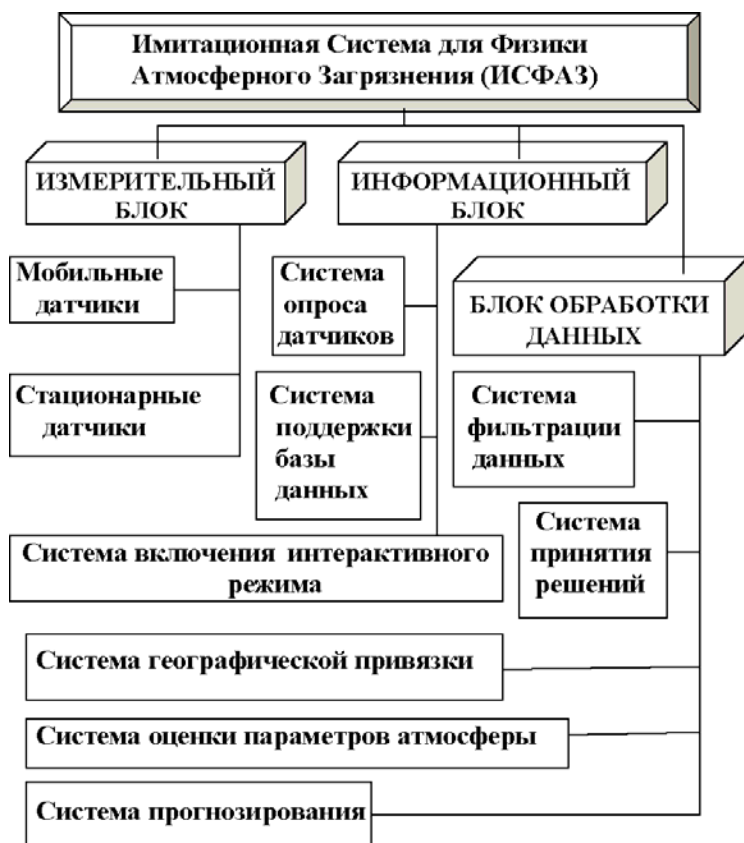 Имитационная Система для Физики
Атмосферного Загрязнения (ИСФАЗ)
ИЗМЕРИТЕЛЬНЫЙ
БЛОК
ИНФОРМАЦИОННЫЙ
БЛОК
Мобильные
датчики
Система
опроса
датчиков
БЛОК ОБРАБОТКИ
ДАННЫХ
Стационарные
датчики
Система
поддержки
базы
данных
Система
фильтрации
данных
Система включения интерактивного
режима
Система
принятия
решений
Система географической привязки
Система оценки параметров атмосферы
Система прогнозирования